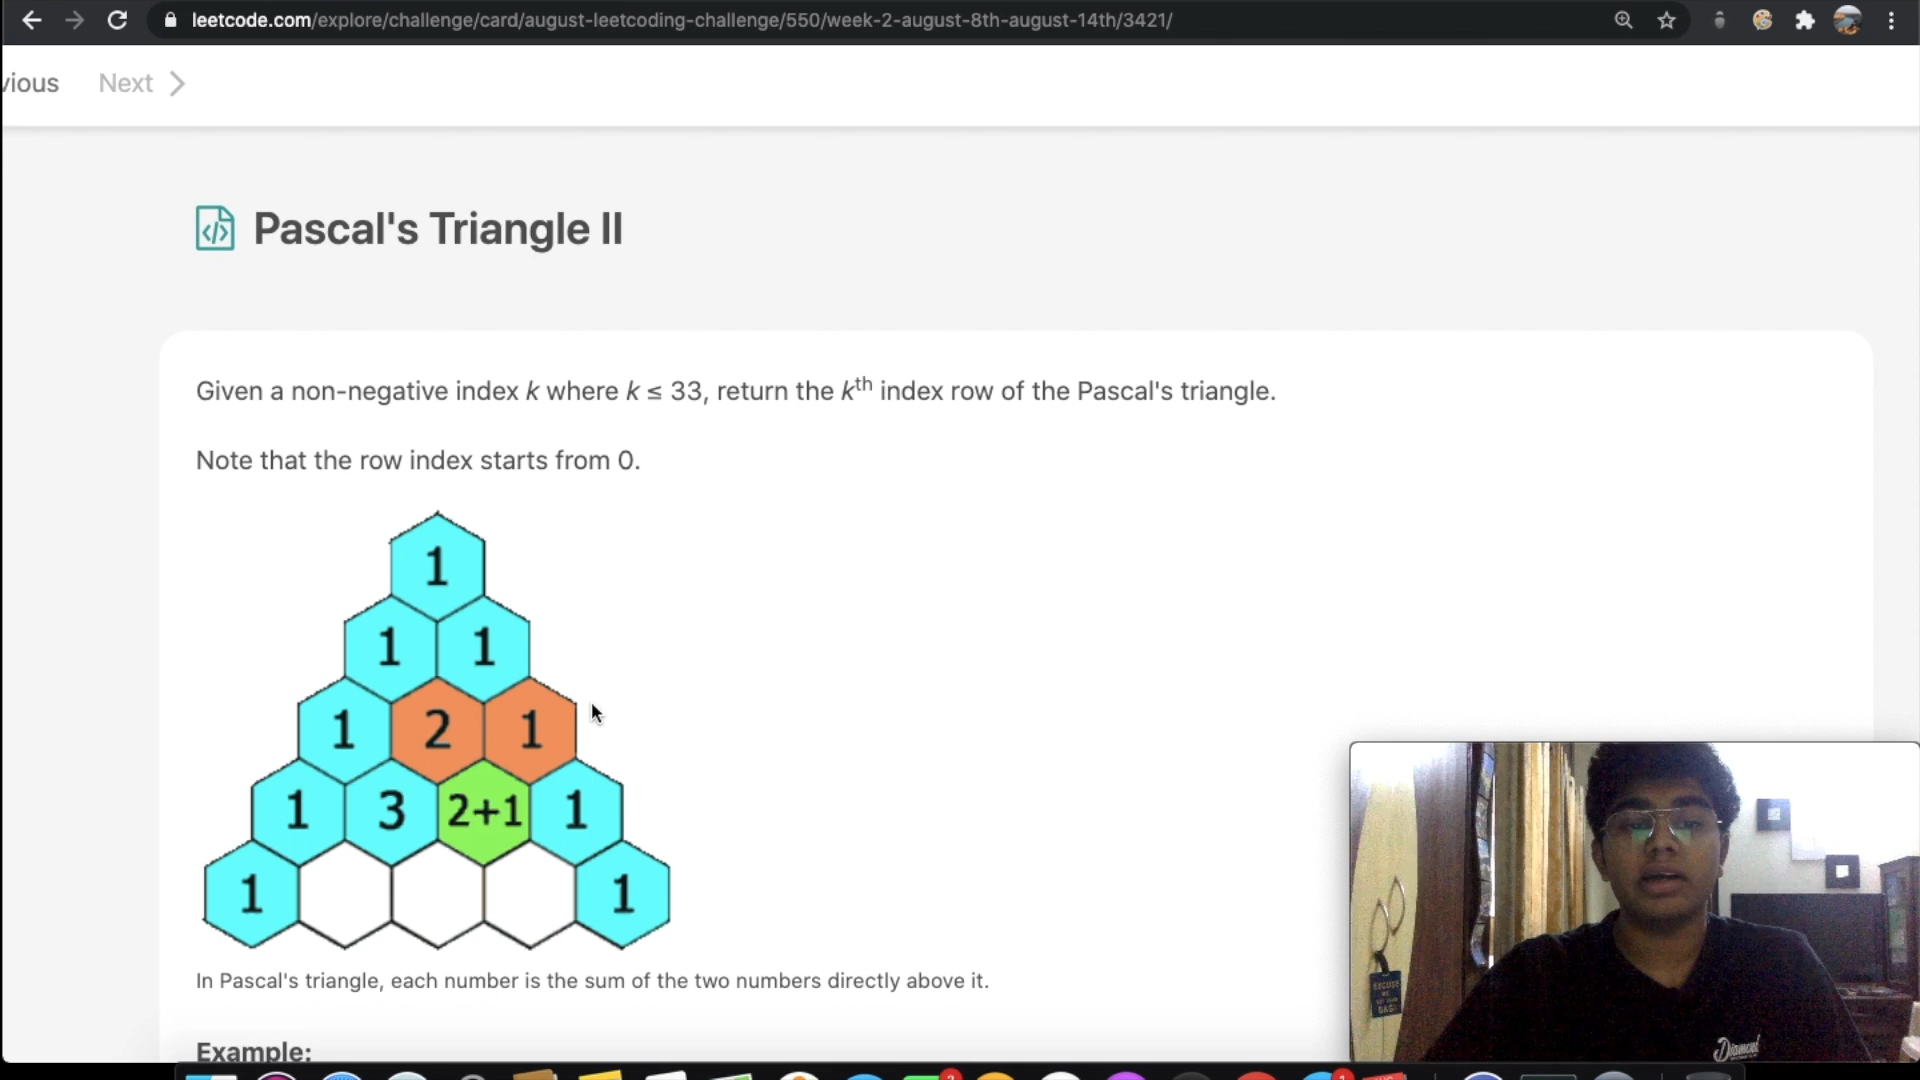 leetcode.com/explore/challenge/card/august-leetcoding-challenge/550/week-2-august-8th-august-14th/3421/
vious Next
Pascal's Triangle II
Given a non-negative index k where k ≤ 33, return the kth index row of the Pascal's triangle.
Note that the row index starts from 0.
1
1 1
1 2 1
1 3 2+1 1
1 1
In Pascal's triangle, each number is the sum of the two numbers directly above it.
Example:
Diamond